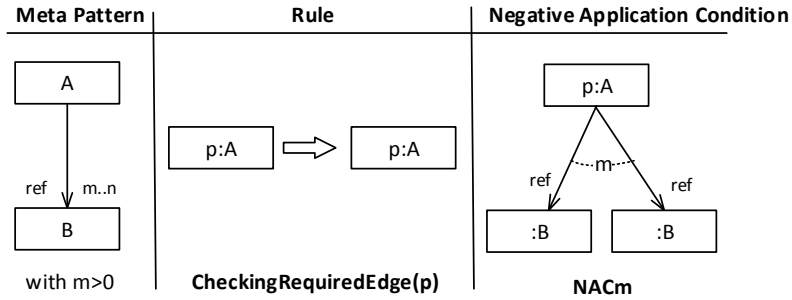 Meta Pattern
Rule
Negative Application Condition
A
ref
m..n
B
with m>0
p:A
p:A
CheckingRequiredEdge(p)
p:A
m
ref
ref
:B
:B
NACm